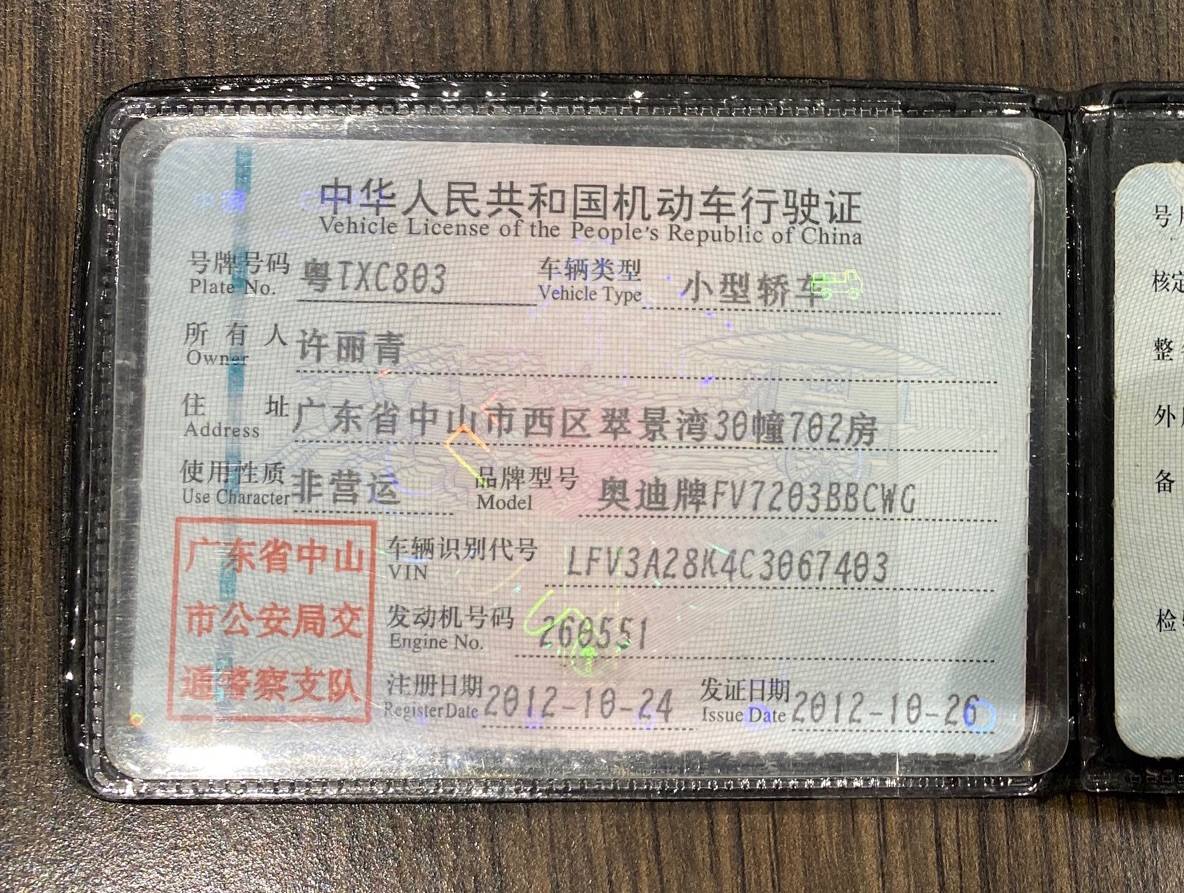 中华人民共和国机动车行驶证
Vehicle License of the People's Republic of China
号牌号码 粤TXC803 车辆类型 小型轿车
Plate No. Vehicle Type
所有人 许丽青
Owner
住址 广东省中山市西区翠景湾30幢702房
Address
使用性质 非营运 品牌型号 奥迪牌FV7203BBCWG
Use Character Model
车辆识别代号 LFV3A28K4C3067403
VIN
发动机号码 260551
Engine No.
注册日期 2012-10-24 发证日期 2012-10-26
Register Date Issue Date
广东省中山
市公安局交
通警察支队
号
核定
整
外
备
检